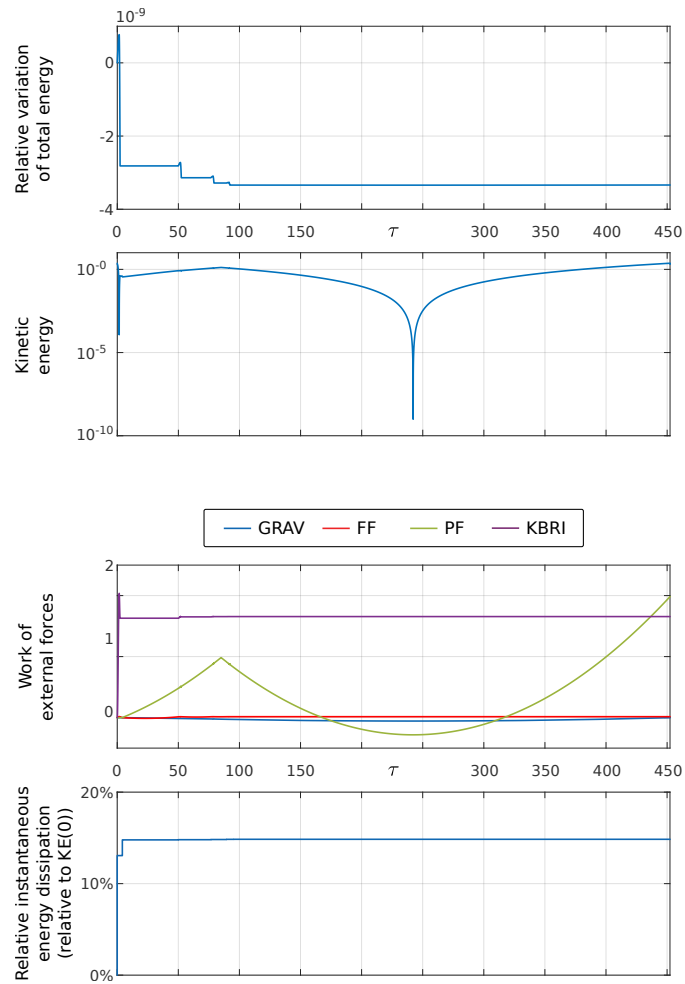 10-9
Relative variation
of total energy
0
-2
-4
0 50 100 150 τ 250 300 350 400 450
Kinetic
energy
10-0
10-5
10-10
GRAV FF PF KBRI
Work of
external forces
2
1
0
0 50 100 150 τ 250 300 350 400 450
Relative instantaneous
energy dissipation
(relative to KE(0))
20%
10%
0%